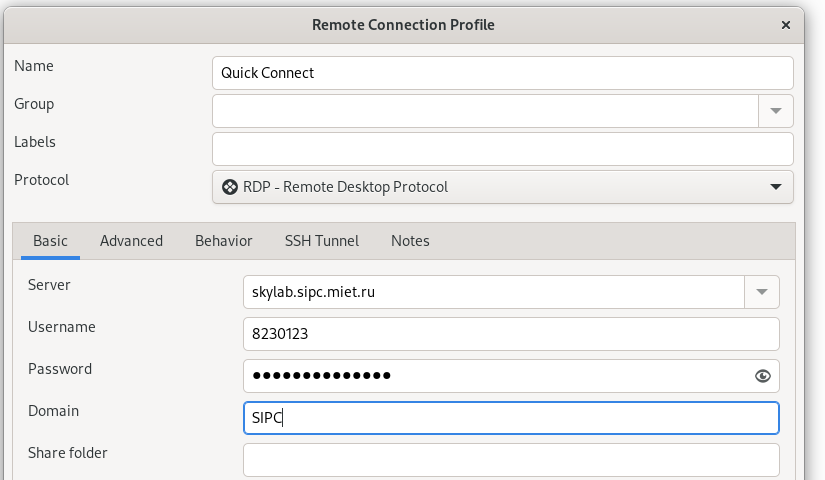 Remote Connection Profile
Name
Quick Connect
Group
Labels
Protocol
RDP - Remote Desktop Protocol
Basic Advanced Behavior SSH Tunnel Notes
Server
skylab.sipc.miet.ru
Username
8230123
Password
●●●●●●●●●●●●●●
Domain
SIPC
Share folder